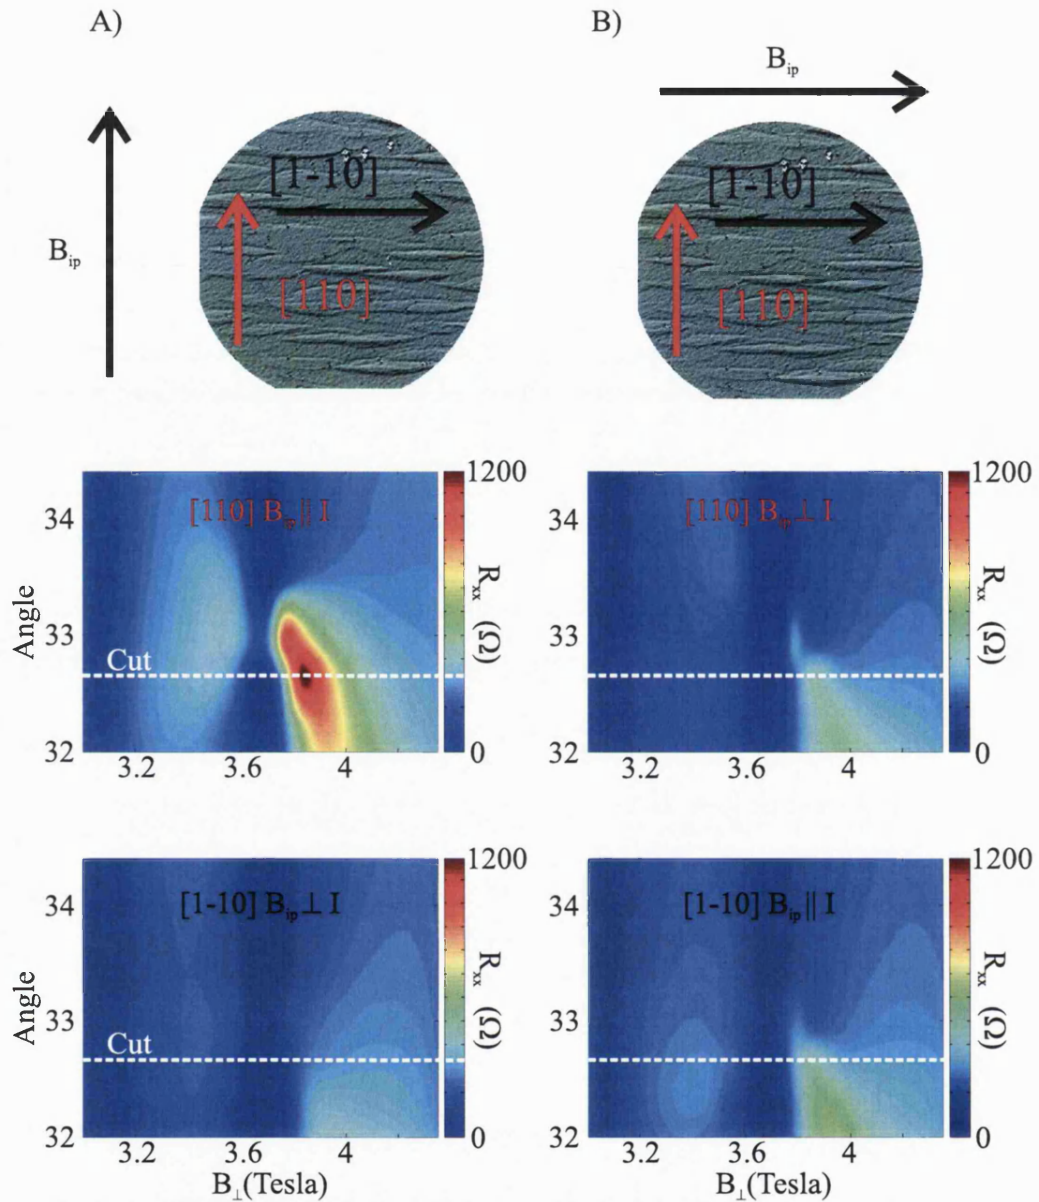 A)
B)
B_ip
[1-10]
B_ip
[110]
[1-10]
[110]
[110] B_ip || I
1200
R_xx (Ω)
0
Angle
34
33
32
Cut
3.2
3.6
4
[110] B_ip ⊥ I
1200
R_xx (Ω)
0
3.2
3.6
4
[1-10] B_ip ⊥ I
1200
R_xx (Ω)
0
Angle
34
33
32
Cut
3.2
3.6
4
B_⊥(Tesla)
[1-10] B_ip || I
1200
R_xx (Ω)
0
3.2
3.6
4
B_⊥(Tesla)